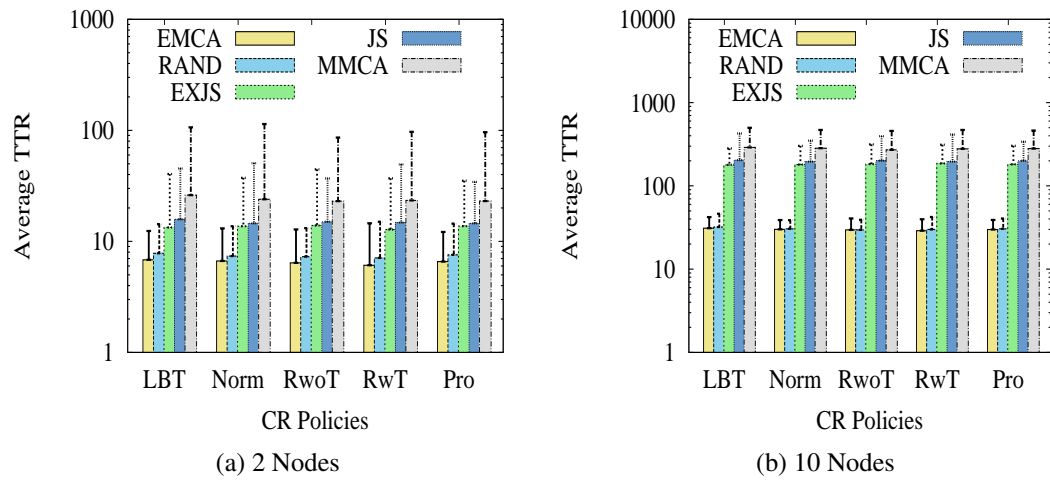 1000
100
10
1
Average TTR
EMCA
RAND
EXJS
JS
MMCA
LBT Norm RwoT RwT Pro
CR Policies
(a) 2 Nodes
10000
1000
100
10
1
Average TTR
EMCA
RAND
EXJS
JS
MMCA
LBT Norm RwoT RwT Pro
CR Policies
(b) 10 Nodes